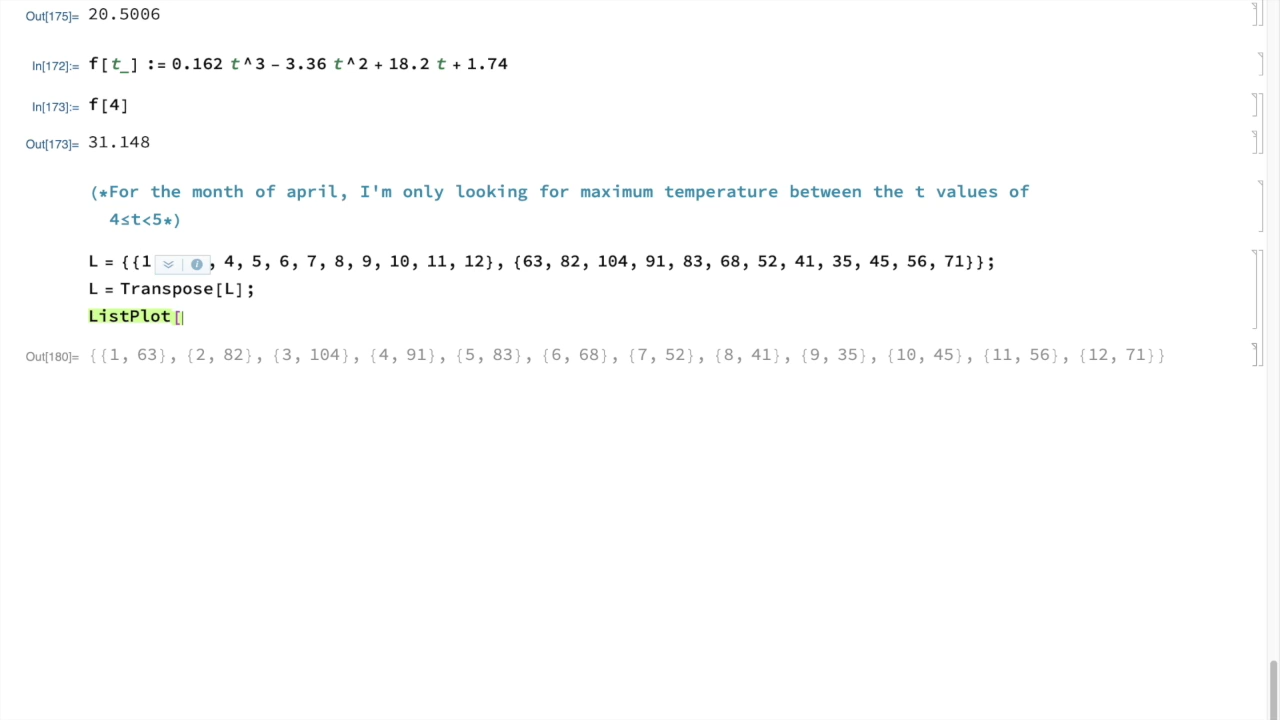 Out[175]= 20.5006
In[172]:= f[t_] := 0.162 t^3 - 3.36 t^2 + 18.2 t + 1.74
In[173]:= f[4]
Out[173]= 31.148
(*For the month of april, I'm only looking for maximum temperature between the t values of
4≤t<5*)
L = {{1 , 4, 5, 6, 7, 8, 9, 10, 11, 12}, {63, 82, 104, 91, 83, 68, 52, 41, 35, 45, 56, 71}};
L = Transpose[L];
ListPlot[
Out[180]= {{1, 63}, {2, 82}, {3, 104}, {4, 91}, {5, 83}, {6, 68}, {7, 52}, {8, 41}, {9, 35}, {10, 45}, {11, 56}, {12, 71}}